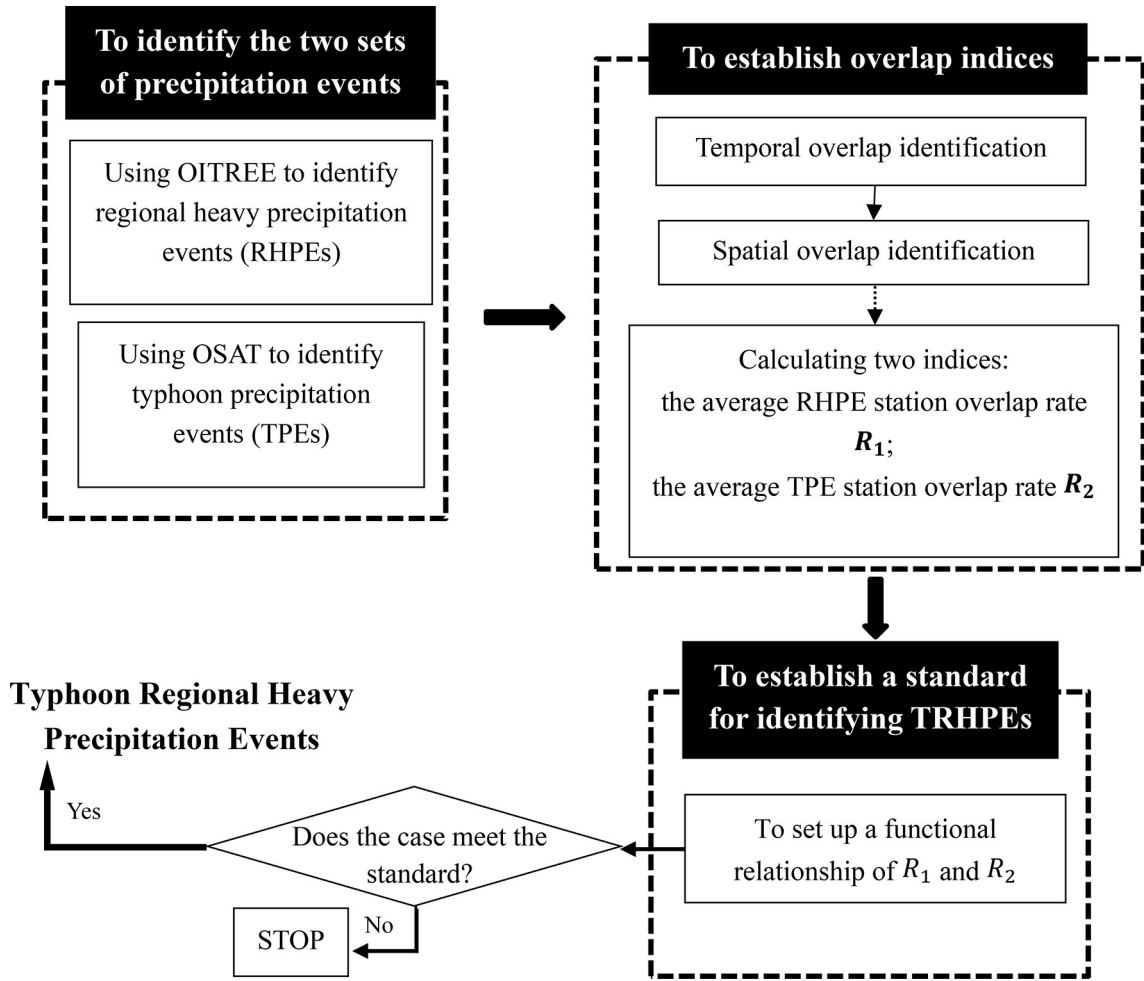 To identify the two sets
of precipitation events
Using OITREE to identify
regional heavy precipitation
events (RHPEs)
Using OSAT to identify
typhoon precipitation
events (TPEs)
To establish overlap indices
Temporal overlap identification
Spatial overlap identification
Calculating two indices:
the average RHPE station overlap rate
R₁;
the average TPE station overlap rate R₂
To establish a standard
for identifying TRHPEs
To set up a functional
relationship of R₁ and R₂
Does the case meet the
standard?
Yes
No
STOP
Typhoon Regional Heavy
Precipitation Events